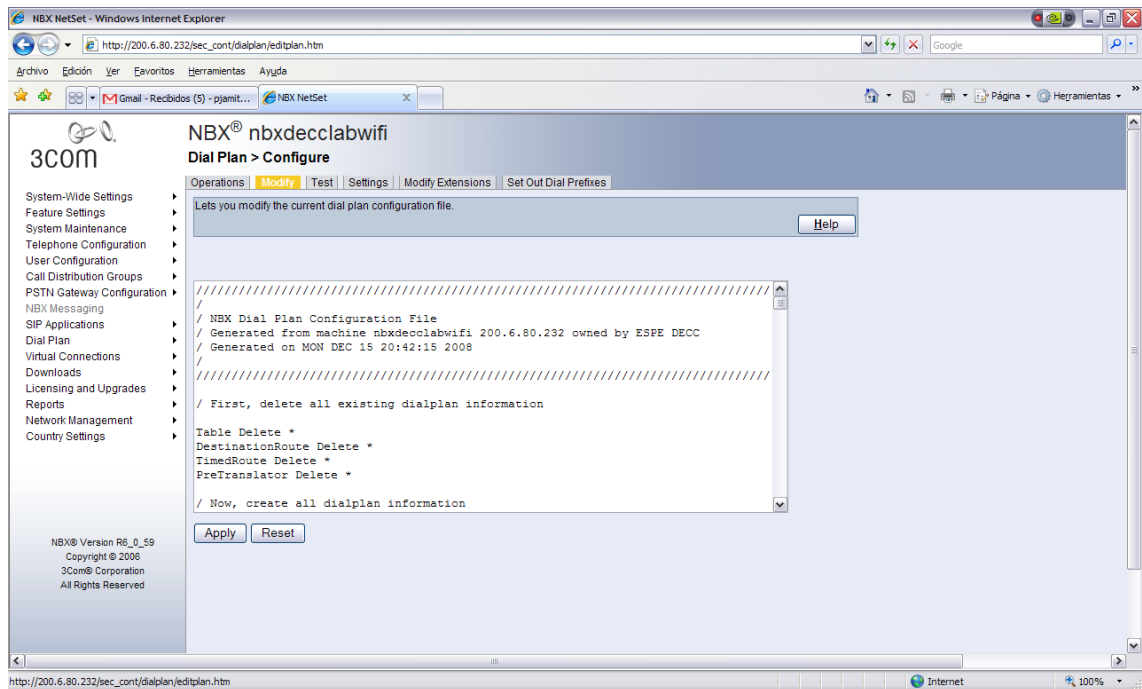 NBX NetSet - Windows Internet Explorer
http://200.6.80.232/sec_cont/dialplan/editplan.htm
Google
Archivo Edición Ver Favoritos Herramientas Ayuda
Gmail - Recibidos (5) - pjamit... NBX NetSet x Página Herramientas »
3COM
NBX® nbxdecclabwifi
Dial Plan > Configure
Operations Modify Test Settings Modify Extensions Set Out Dial Prefixes
Lets you modify the current dial plan configuration file.
Help
System-Wide Settings
Feature Settings
System Maintenance
Telephone Configuration
User Configuration
Call Distribution Groups
PSTN Gateway Configuration
NBX Messaging
SIP Applications
Dial Plan
Virtual Connections
Downloads
Licensing and Upgrades
Reports
Network Management
Country Settings
NBX® Version R6_0_59
Copyright © 2006
3Com® Corporation
All Rights Reserved
/////////////////////////////////////////////////////////////////////////////////
/
/ NBX Dial Plan Configuration File
/ Generated from machine nbxdecclabwifi 200.6.80.232 owned by ESPE DECC
/ Generated on MON DEC 15 20:42:15 2008
/
/////////////////////////////////////////////////////////////////////////////////
/ First, delete all existing dialplan information
Table Delete *
DestinationRoute Delete *
TimedRoute Delete *
PreTranslator Delete *
/ Now, create all dialplan information
Apply Reset
http://200.6.80.232/sec_cont/dialplan/editplan.htm Internet 100%